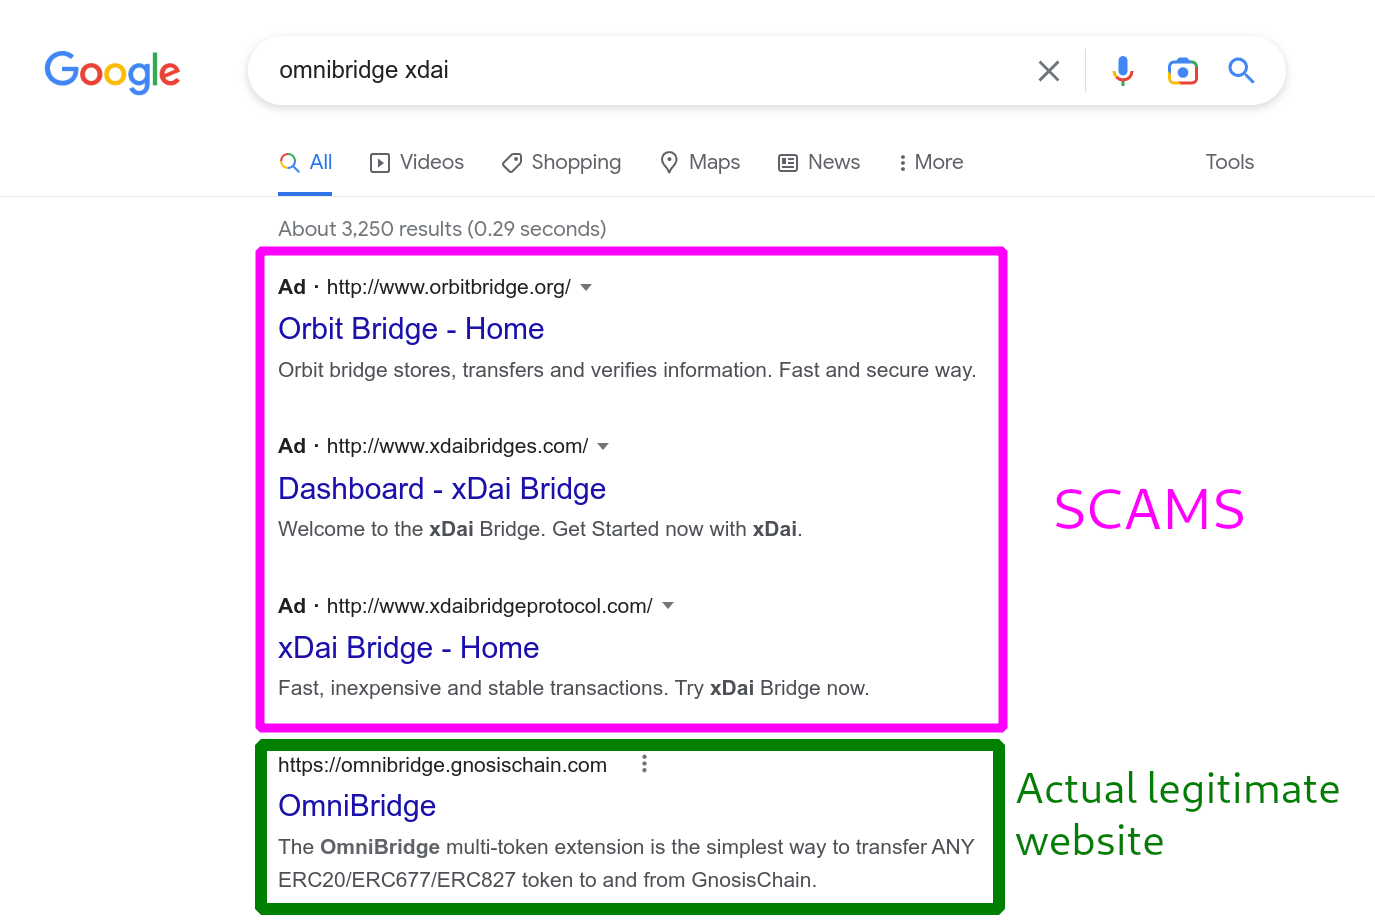 Google
omnibridge xdai
All Videos Shopping Maps News More Tools
About 3,250 results (0.29 seconds)
Ad · http://www.orbitbridge.org/
Orbit Bridge - Home
Orbit bridge stores, transfers and verifies information. Fast and secure way.
Ad · http://www.xdaibridges.com/
Dashboard - xDai Bridge
Welcome to the xDai Bridge. Get Started now with xDai.
SCAMS
Ad · http://www.xdaibridgeprotocol.com/
xDai Bridge - Home
Fast, inexpensive and stable transactions. Try xDai Bridge now.
https://omnibridge.gnosischain.com
OmniBridge
The OmniBridge multi-token extension is the simplest way to transfer ANY
ERC20/ERC677/ERC827 token to and from GnosisChain.
Actual legitimate
website